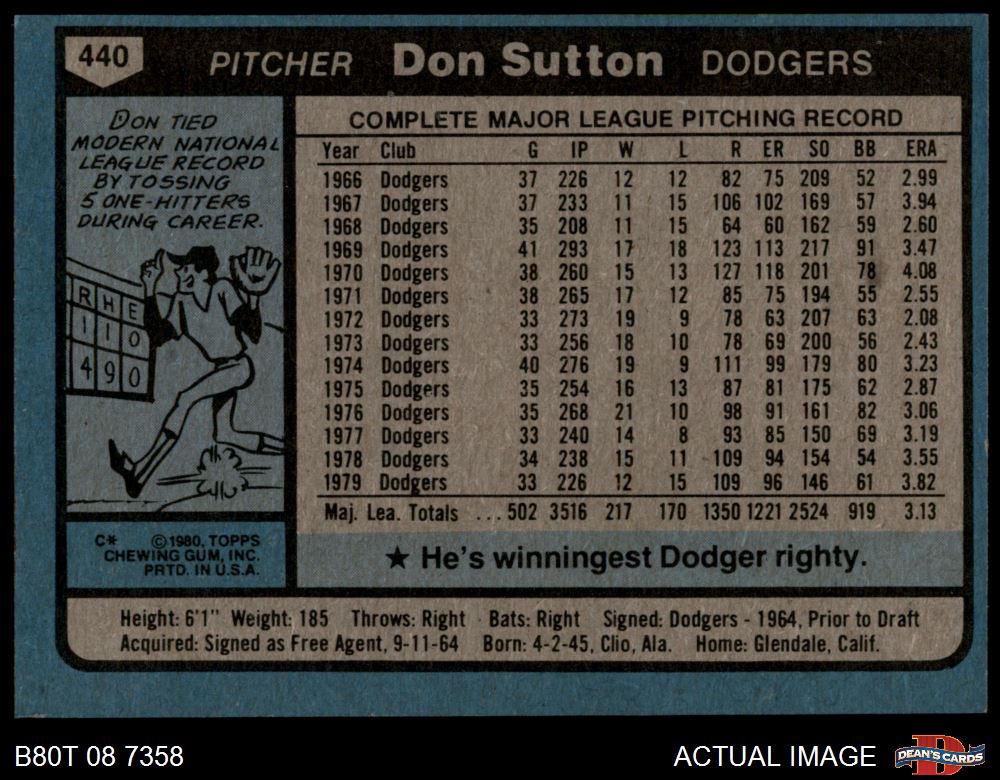 440 PITCHER Don Sutton DODGERS
DON TIED
MODERN NATIONAL
LEAGUE RECORD
BY TOSSING
5 ONE-HITTERS
DURING CAREER.
R H E
1 1 0
4 9 0
C* ©1980, TOPPS
CHEWING GUM, INC.
PRTD. IN U.S.A.
COMPLETE MAJOR LEAGUE PITCHING RECORD
Year Club G IP W L R ER SO BB ERA
1966 Dodgers 37 226 12 12 82 75 209 52 2.99
1967 Dodgers 37 233 11 15 106 102 169 57 3.94
1968 Dodgers 35 208 11 15 64 60 162 59 2.60
1969 Dodgers 41 293 17 18 123 113 217 91 3.47
1970 Dodgers 38 260 15 13 127 118 201 78 4.08
1971 Dodgers 38 265 17 12 85 75 194 55 2.55
1972 Dodgers 33 273 19 9 78 63 207 63 2.08
1973 Dodgers 33 256 18 10 78 69 200 56 2.43
1974 Dodgers 40 276 19 9 111 99 179 80 3.23
1975 Dodgers 35 254 16 13 87 81 175 62 2.87
1976 Dodgers 35 268 21 10 98 91 161 82 3.06
1977 Dodgers 33 240 14 8 93 85 150 69 3.19
1978 Dodgers 34 238 15 11 109 94 154 54 3.55
1979 Dodgers 33 226 12 15 109 96 146 61 3.82
Maj. Lea. Totals ...502 3516 217 170 1350 1221 2524 919 3.13
★ He's winningest Dodger righty.
Height: 6'1" Weight: 185 Throws: Right Bats: Right Signed: Dodgers - 1964, Prior to Draft
Acquired: Signed as Free Agent, 9-11-64 Born: 4-2-45, Clio, Ala. Home: Glendale, Calif.
B80T 08 7358
ACTUAL IMAGE
DEAN'S CARDS